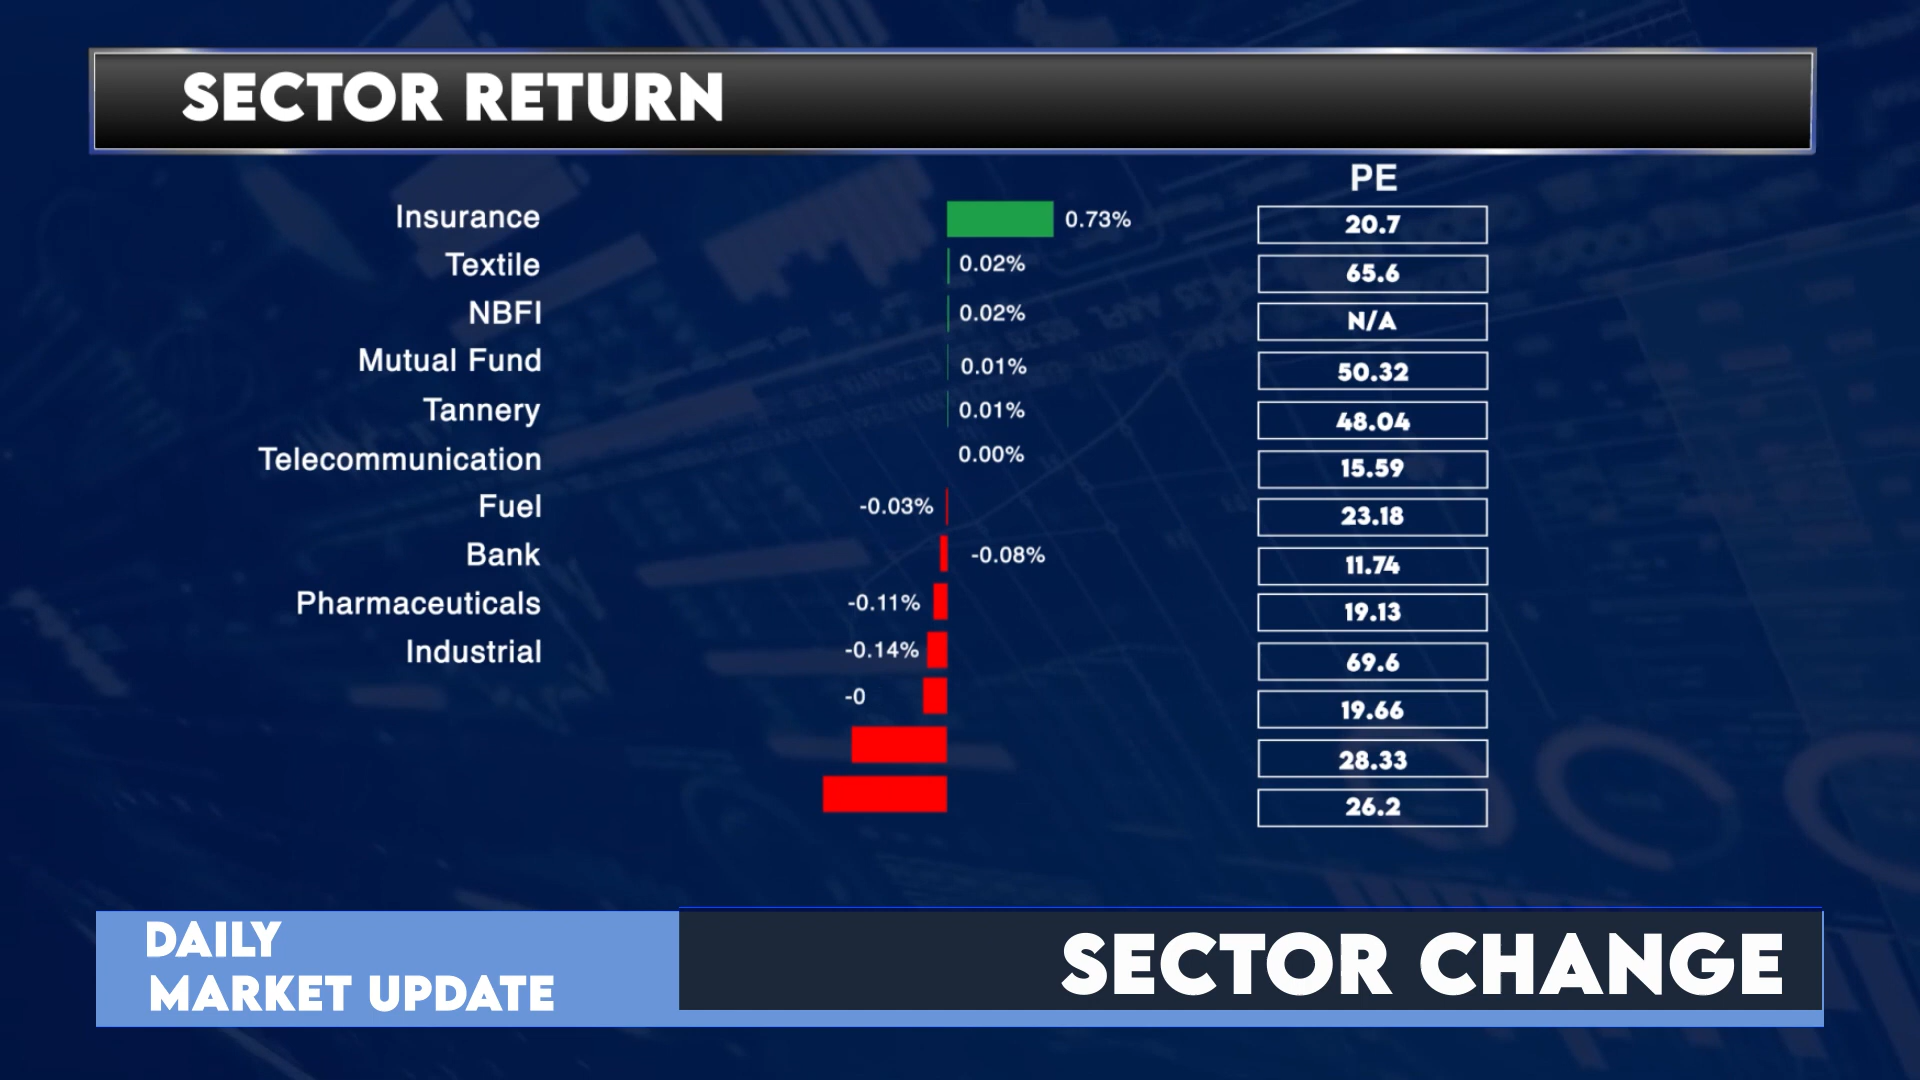 SECTOR RETURN
PE
Insurance 0.73% 20.7
Textile 0.02% 65.6
NBFI 0.02% N/A
Mutual Fund 0.01% 50.32
Tannery 0.01% 48.04
Telecommunication 0.00% 15.59
Fuel -0.03% 23.18
Bank -0.08% 11.74
Pharmaceuticals -0.11% 19.13
Industrial -0.14% 69.6
-0 19.66
28.33
26.2
DAILY
MARKET UPDATE
SECTOR CHANGE